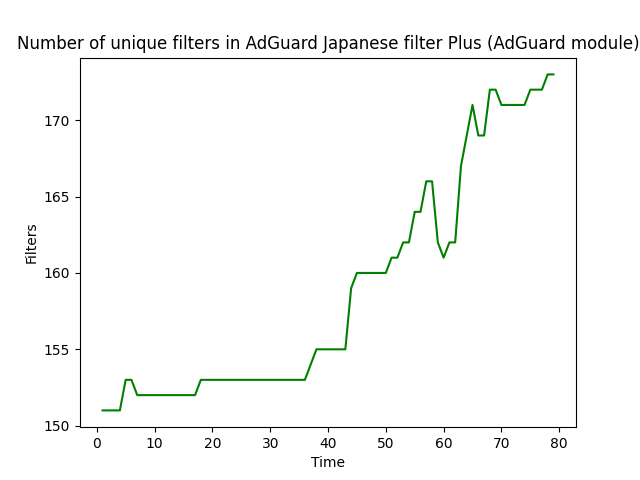 Number of unique filters in AdGuard Japanese filter Plus (AdGuard module)
170
165
160
155
150
Filters
0 10 20 30 40 50 60 70 80
Time